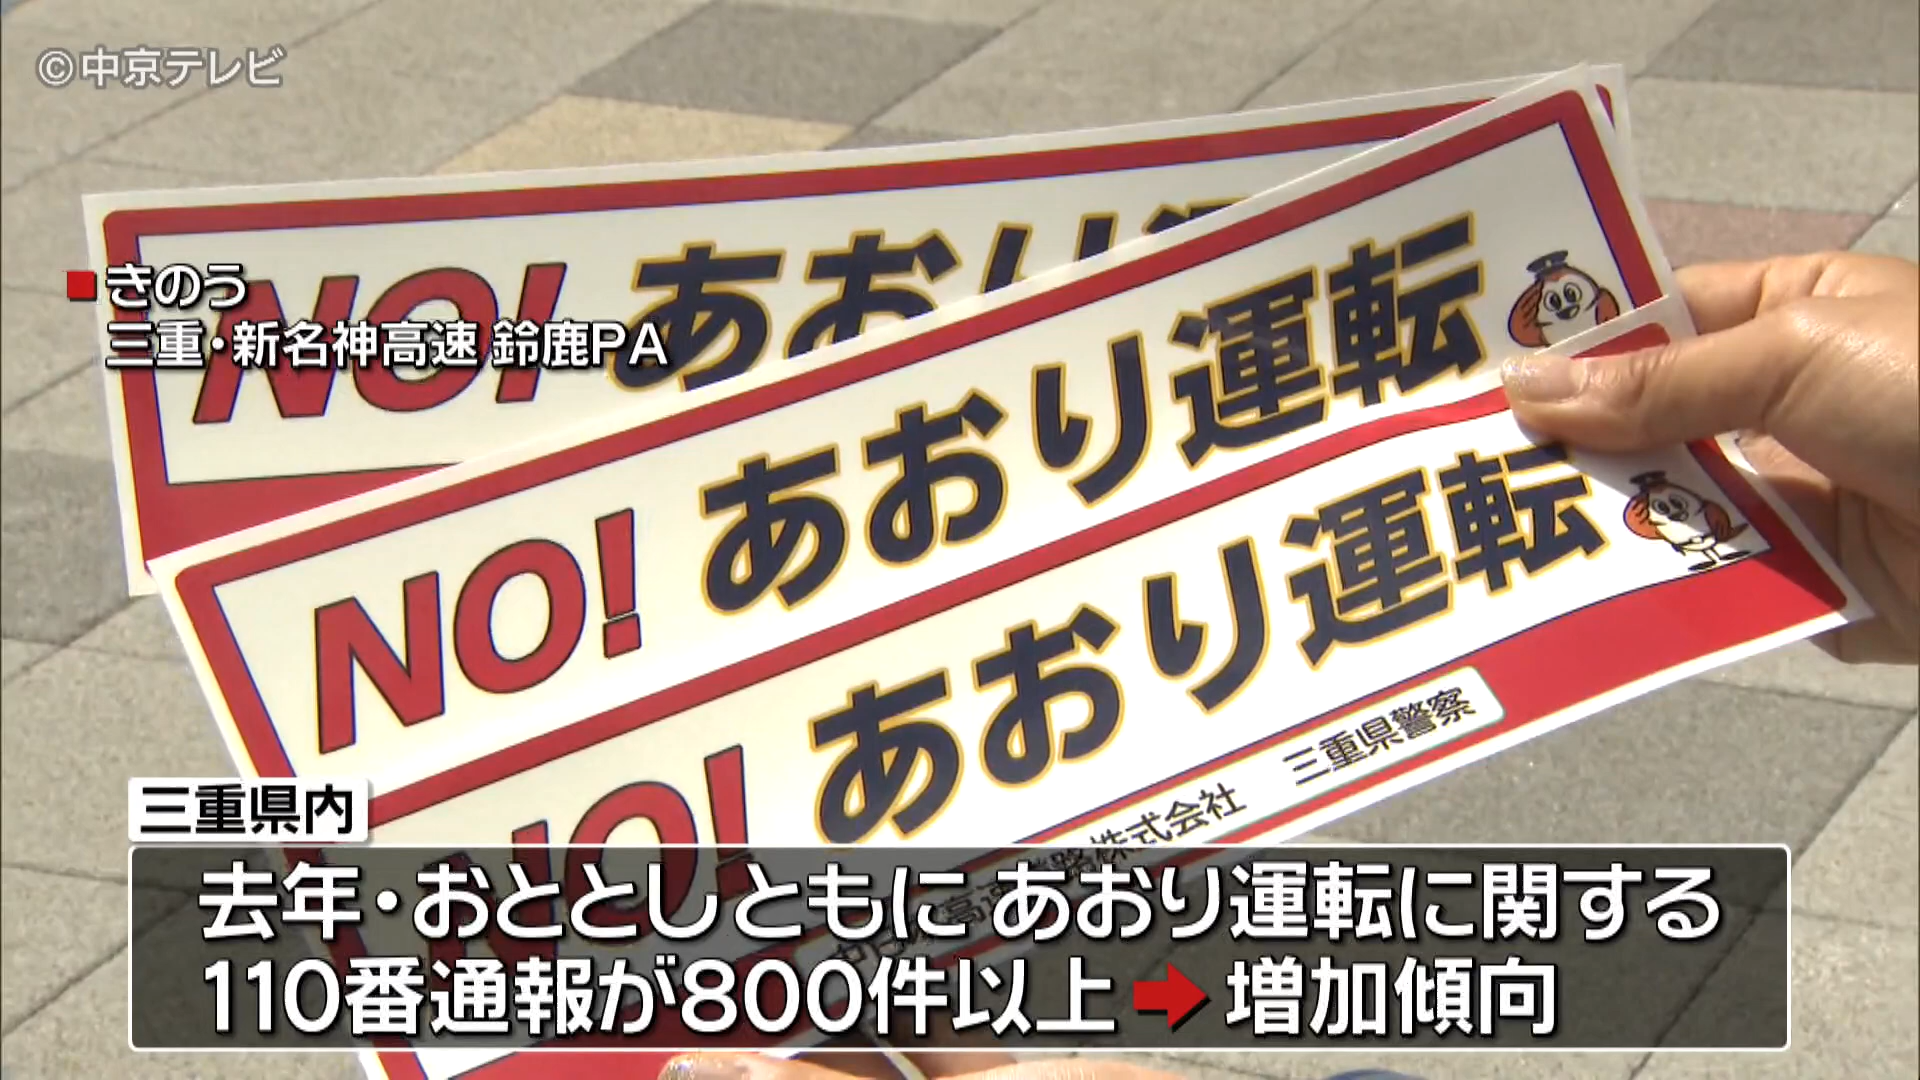 ©中京テレビ
きのう
三重・新名神高速 鈴鹿PA
NO! あおり運
NO! あおり運転
NO! あおり運転
株式会社 三重県警察
三重県内
去年・おととしともに あおり運転に関する
110番通報が800件以上➡増加傾向